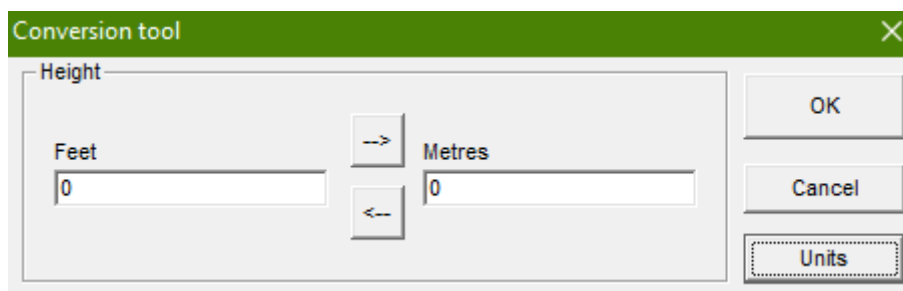 Conversion tool
Height
OK
-->
Feet
Metres
0
0
Cancel
<--
Units